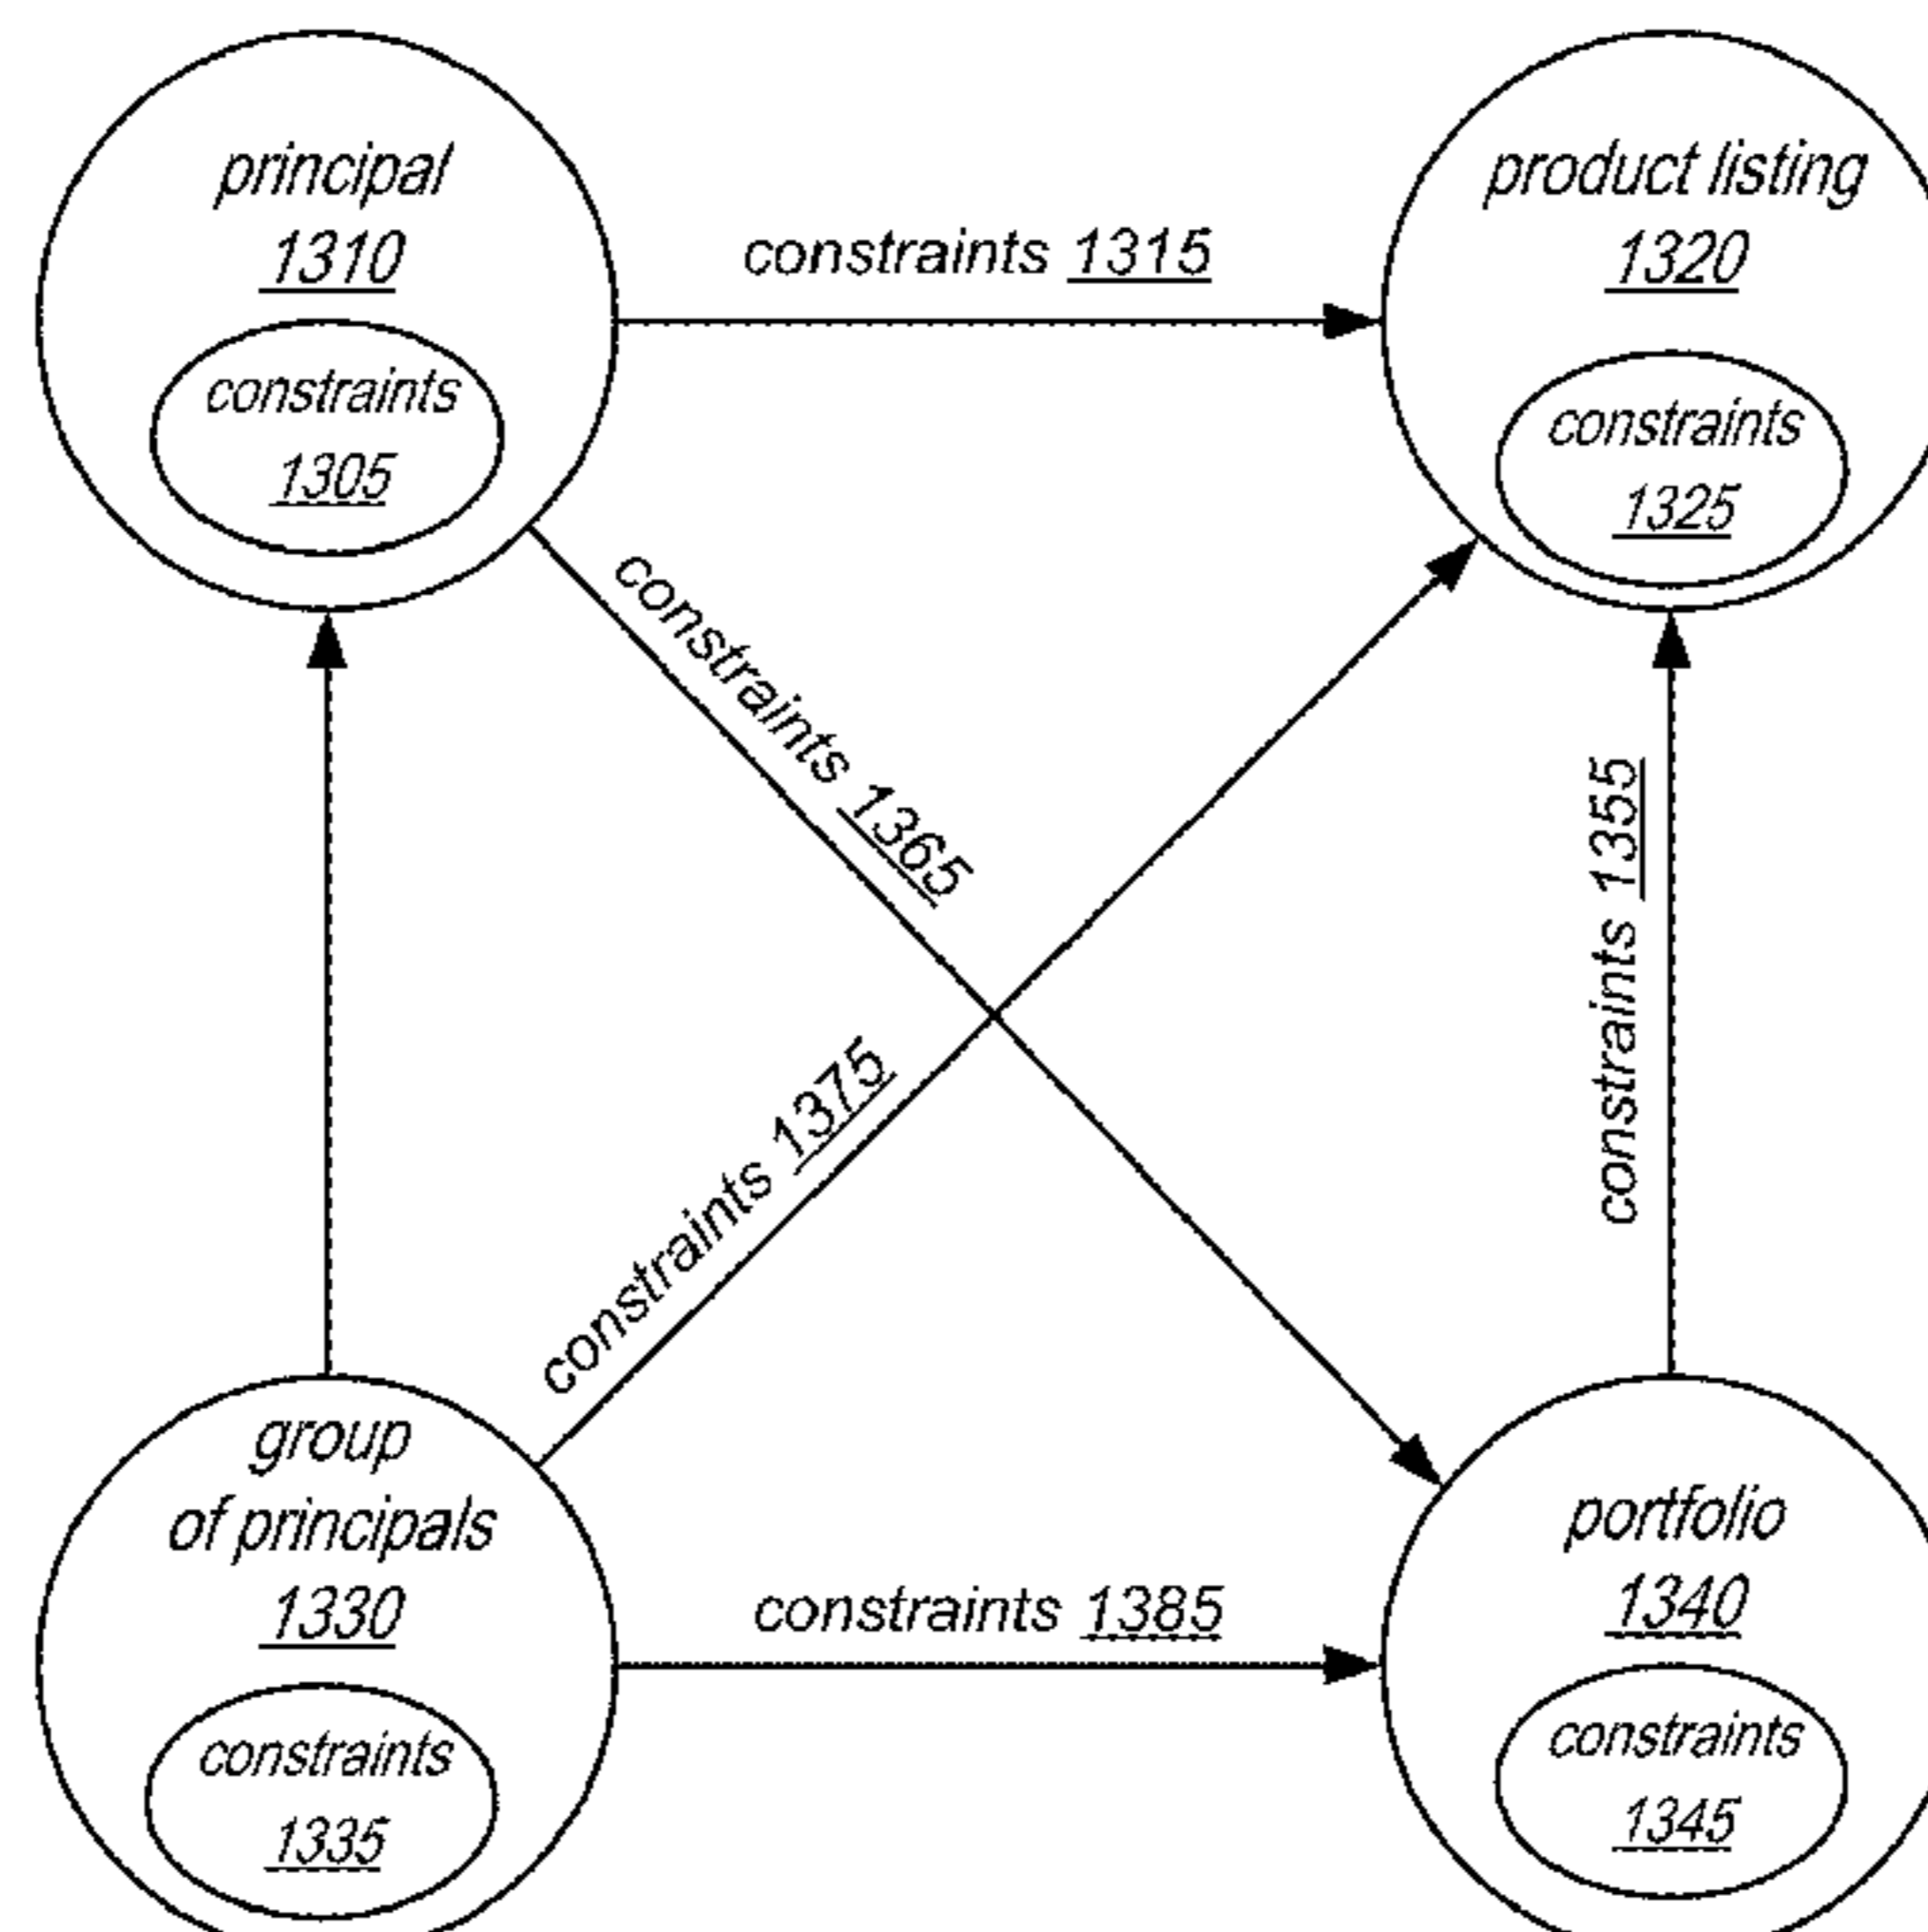 principal
1310
constraints
1305
constraints 1315
product listing
1320
constraints
1325
constraints 1365
constraints 1375
constraints 1355
group
of principals
1330
constraints
1335
constraints 1385
portfolio
1340
constraints
1345